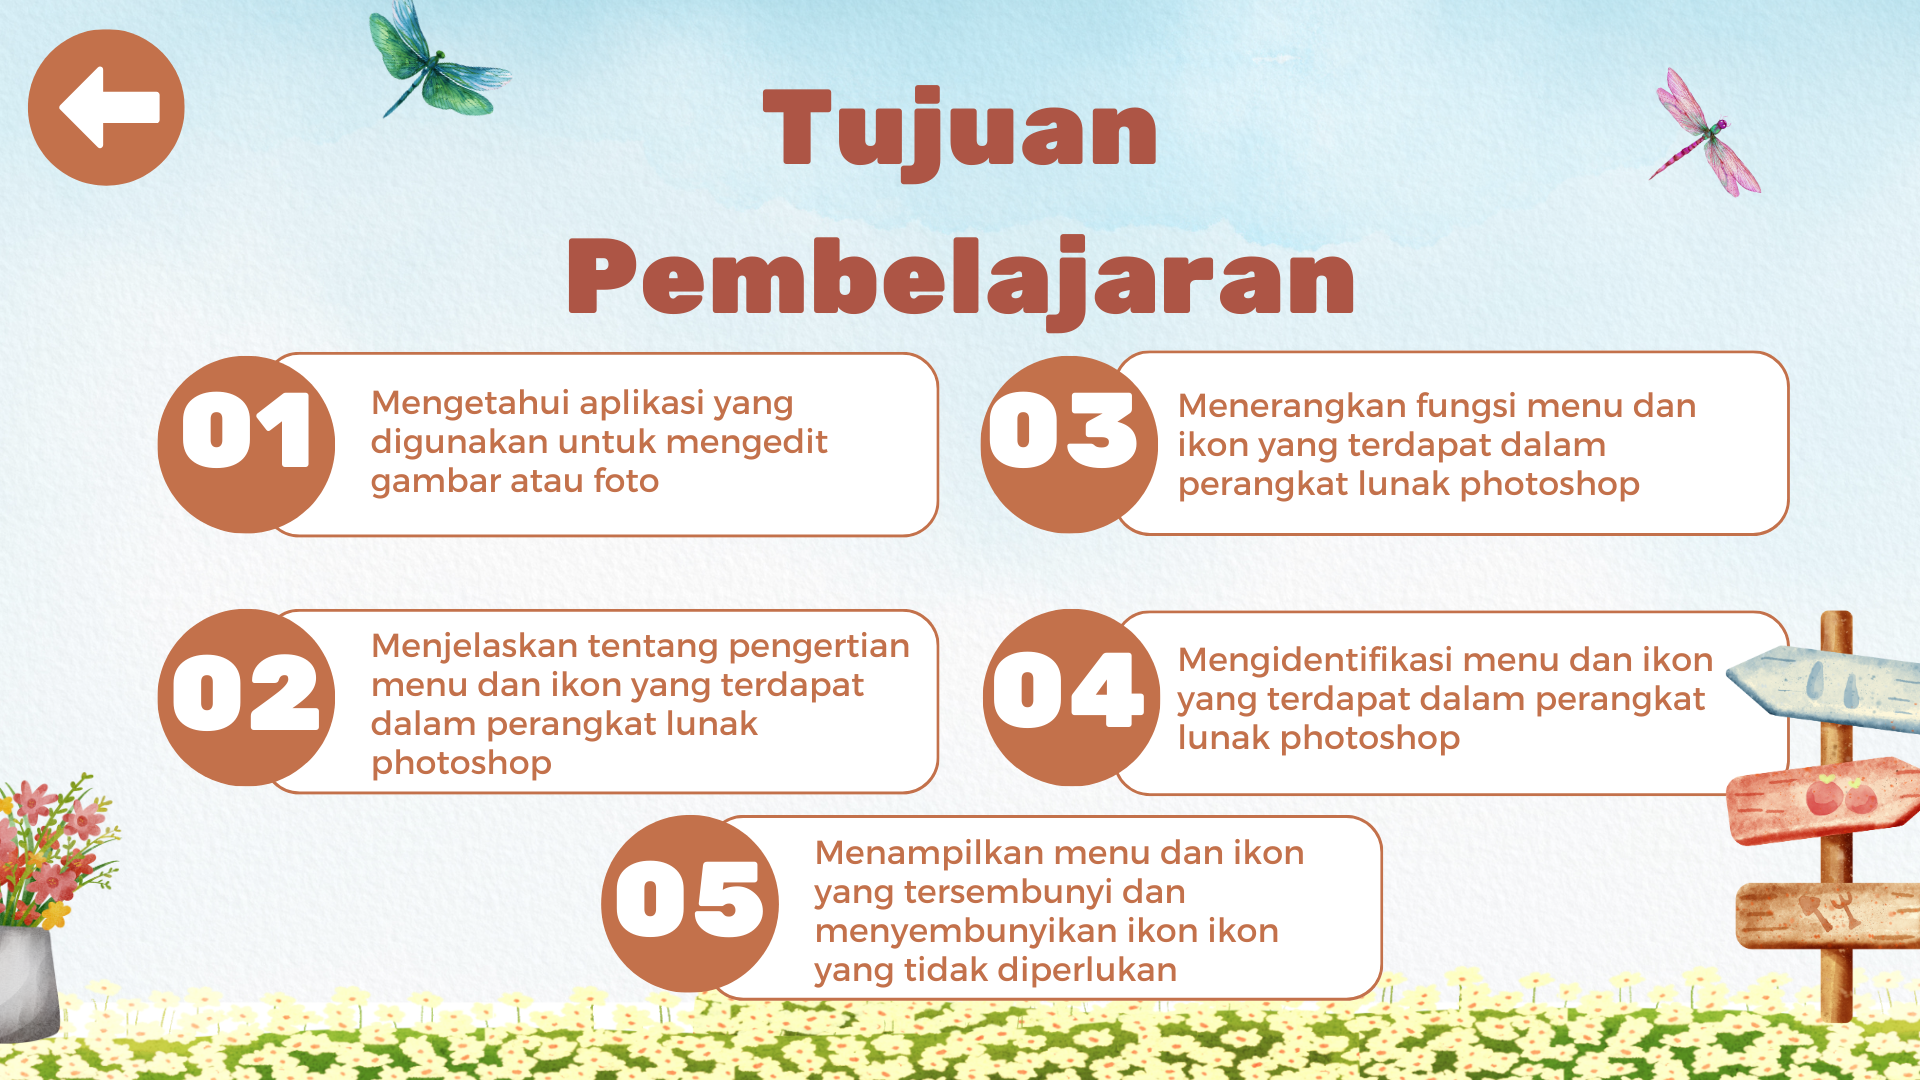 Tujuan
Pembelajaran
01
Mengetahui aplikasi yang
digunakan untuk mengedit
gambar atau foto
02
Menjelaskan tentang pengertian
menu dan ikon yang terdapat
dalam perangkat lunak
photoshop
03
Menerangkan fungsi menu dan
ikon yang terdapat dalam
perangkat lunak photoshop
04
Mengidentifikasi menu dan ikon
yang terdapat dalam perangkat
lunak photoshop
05
Menampilkan menu dan ikon
yang tersembunyi dan
menyembunyikan ikon ikon
yang tidak diperlukan